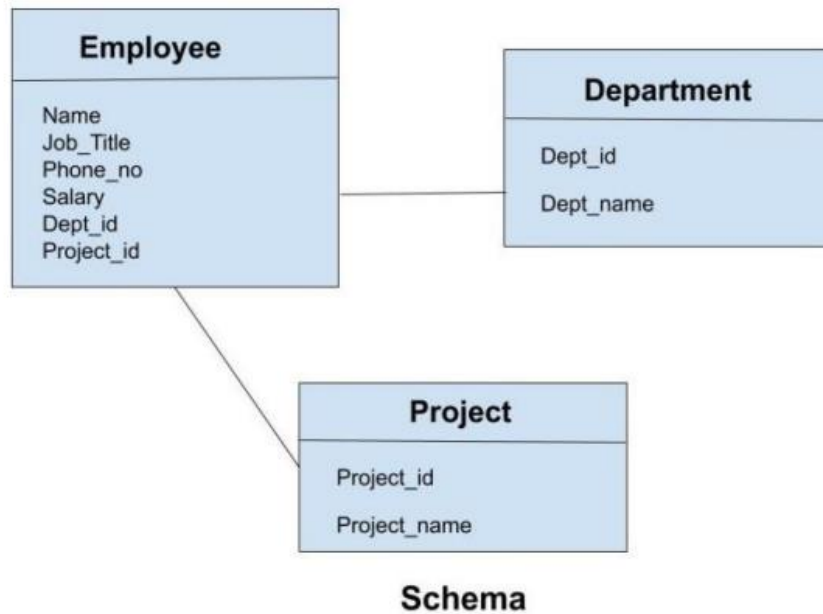 Employee
Name
Job_Title
Phone_no
Salary
Dept_id
Project_id
Department
Dept_id
Dept_name
Project
Project_id
Project_name
Schema